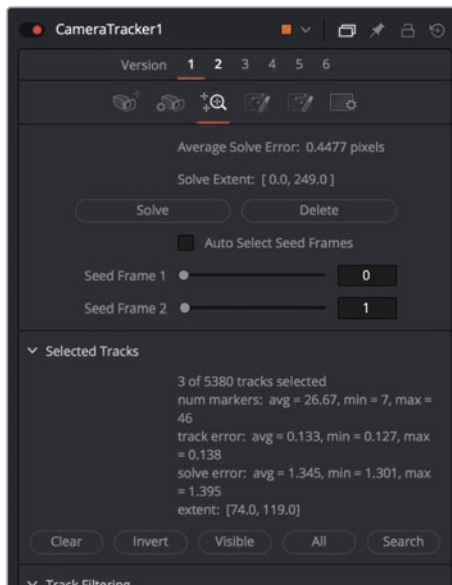 CameraTracker1
Version 1 2 3 4 5 6
Average Solve Error: 0.4477 pixels
Solve Extent: [ 0.0, 249.0 ]
Solve Delete
Auto Select Seed Frames
Seed Frame 1 0
Seed Frame 2 1
Selected Tracks
3 of 5380 tracks selected
num markers: avg = 26.67, min = 7, max =
46
track error: avg = 0.133, min = 0.127, max
= 0.138
solve error: avg = 1.345, min = 1.301, max
= 1.395
extent: [74.0, 119.0]
Clear Invert Visible All Search
Track Filtering